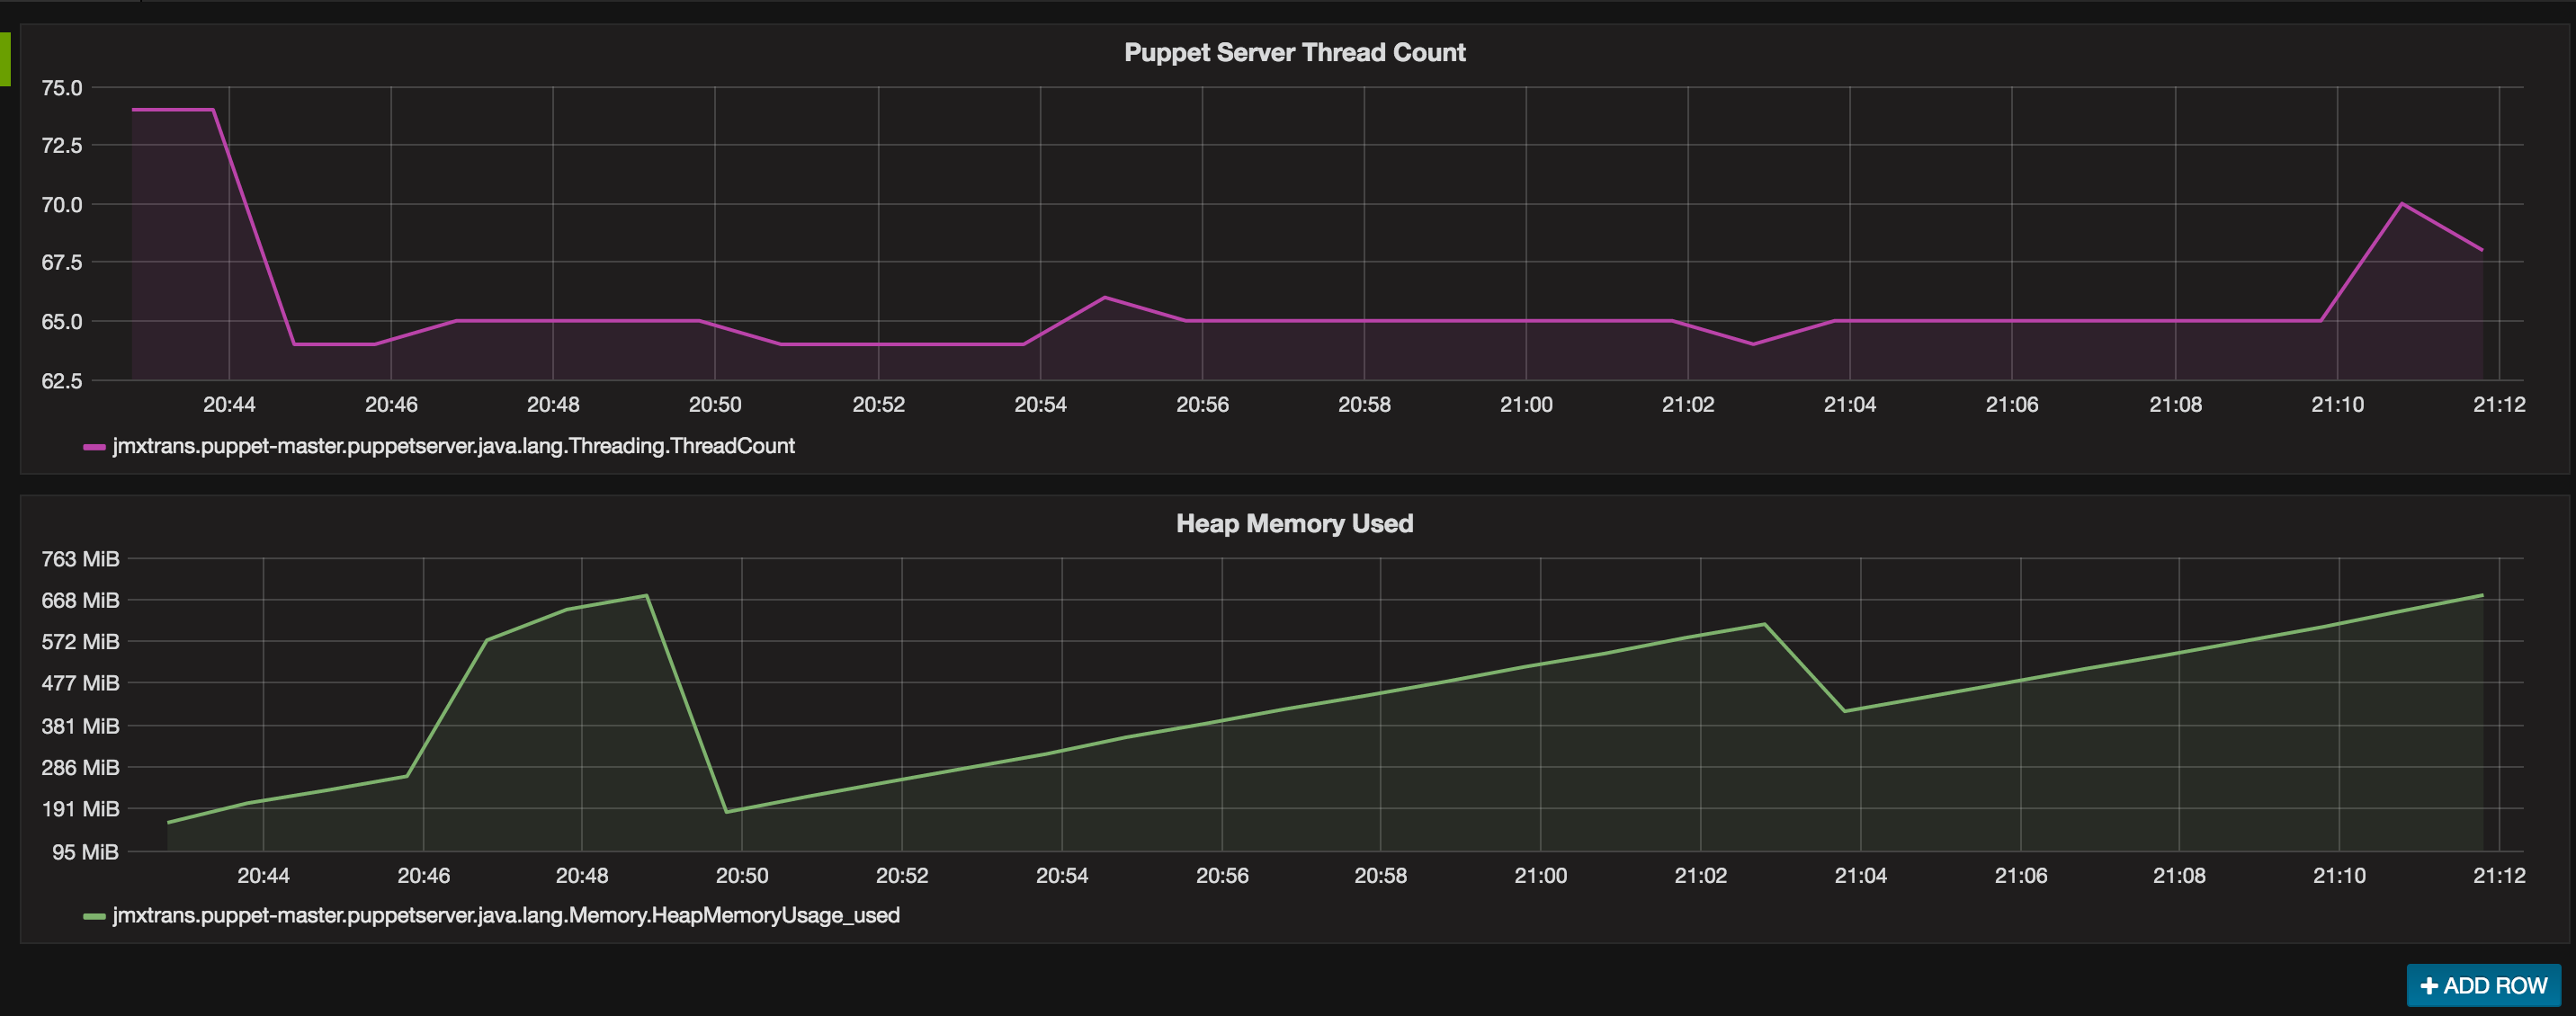 Puppet Server Thread Count
75.0
72.5
70.0
67.5
65.0
62.5
20:44 20:46 20:48 20:50 20:52 20:54 20:56 20:58 21:00 21:02 21:04 21:06 21:08 21:10 21:12
jmxtrans.puppet-master.puppetserver.java.lang.Threading.ThreadCount
Heap Memory Used
763 MiB
668 MiB
572 MiB
477 MiB
381 MiB
286 MiB
191 MiB
95 MiB
20:44 20:46 20:48 20:50 20:52 20:54 20:56 20:58 21:00 21:02 21:04 21:06 21:08 21:10 21:12
jmxtrans.puppet-master.puppetserver.java.lang.Memory.HeapMemoryUsage_used
+ ADD ROW